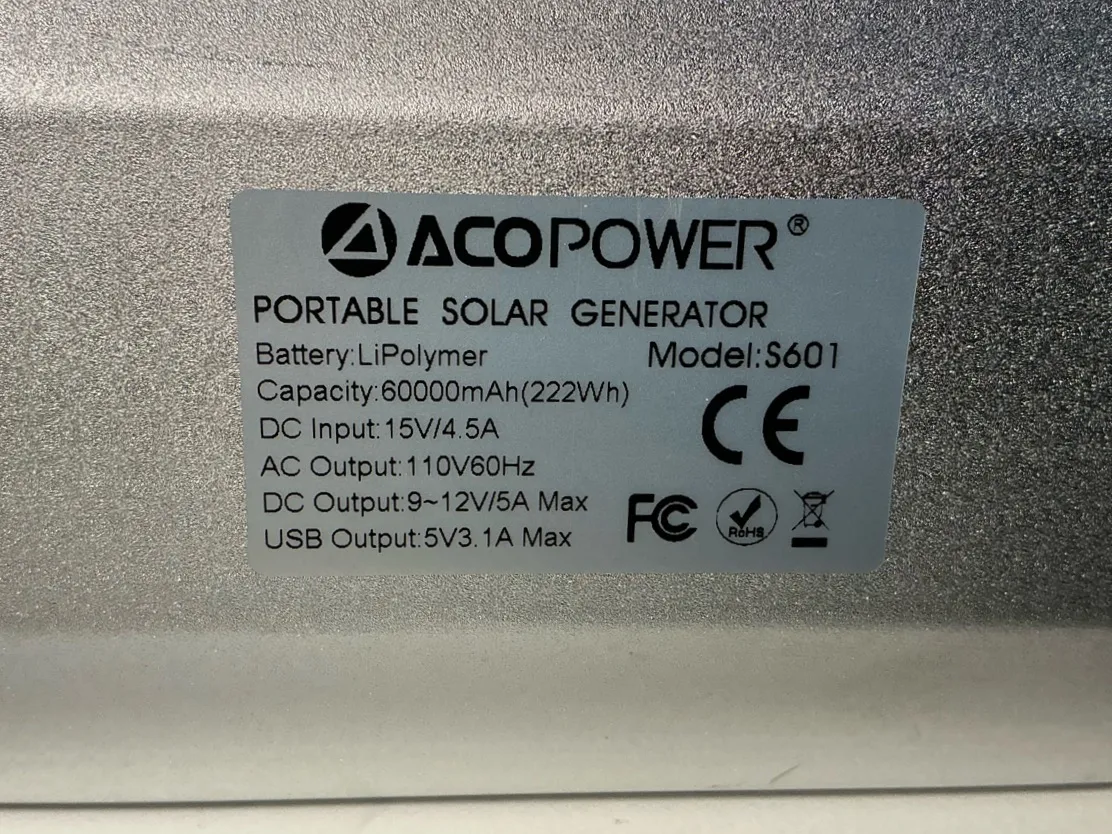 ACOPOWER®
PORTABLE SOLAR GENERATOR
Battery:LiPolymer Model:S601
Capacity:60000mAh(222Wh)
DC Input:15V/4.5A
AC Output:110V60Hz
DC Output:9~12V/5A Max
USB Output:5V3.1A Max
CE
FC
RoHS